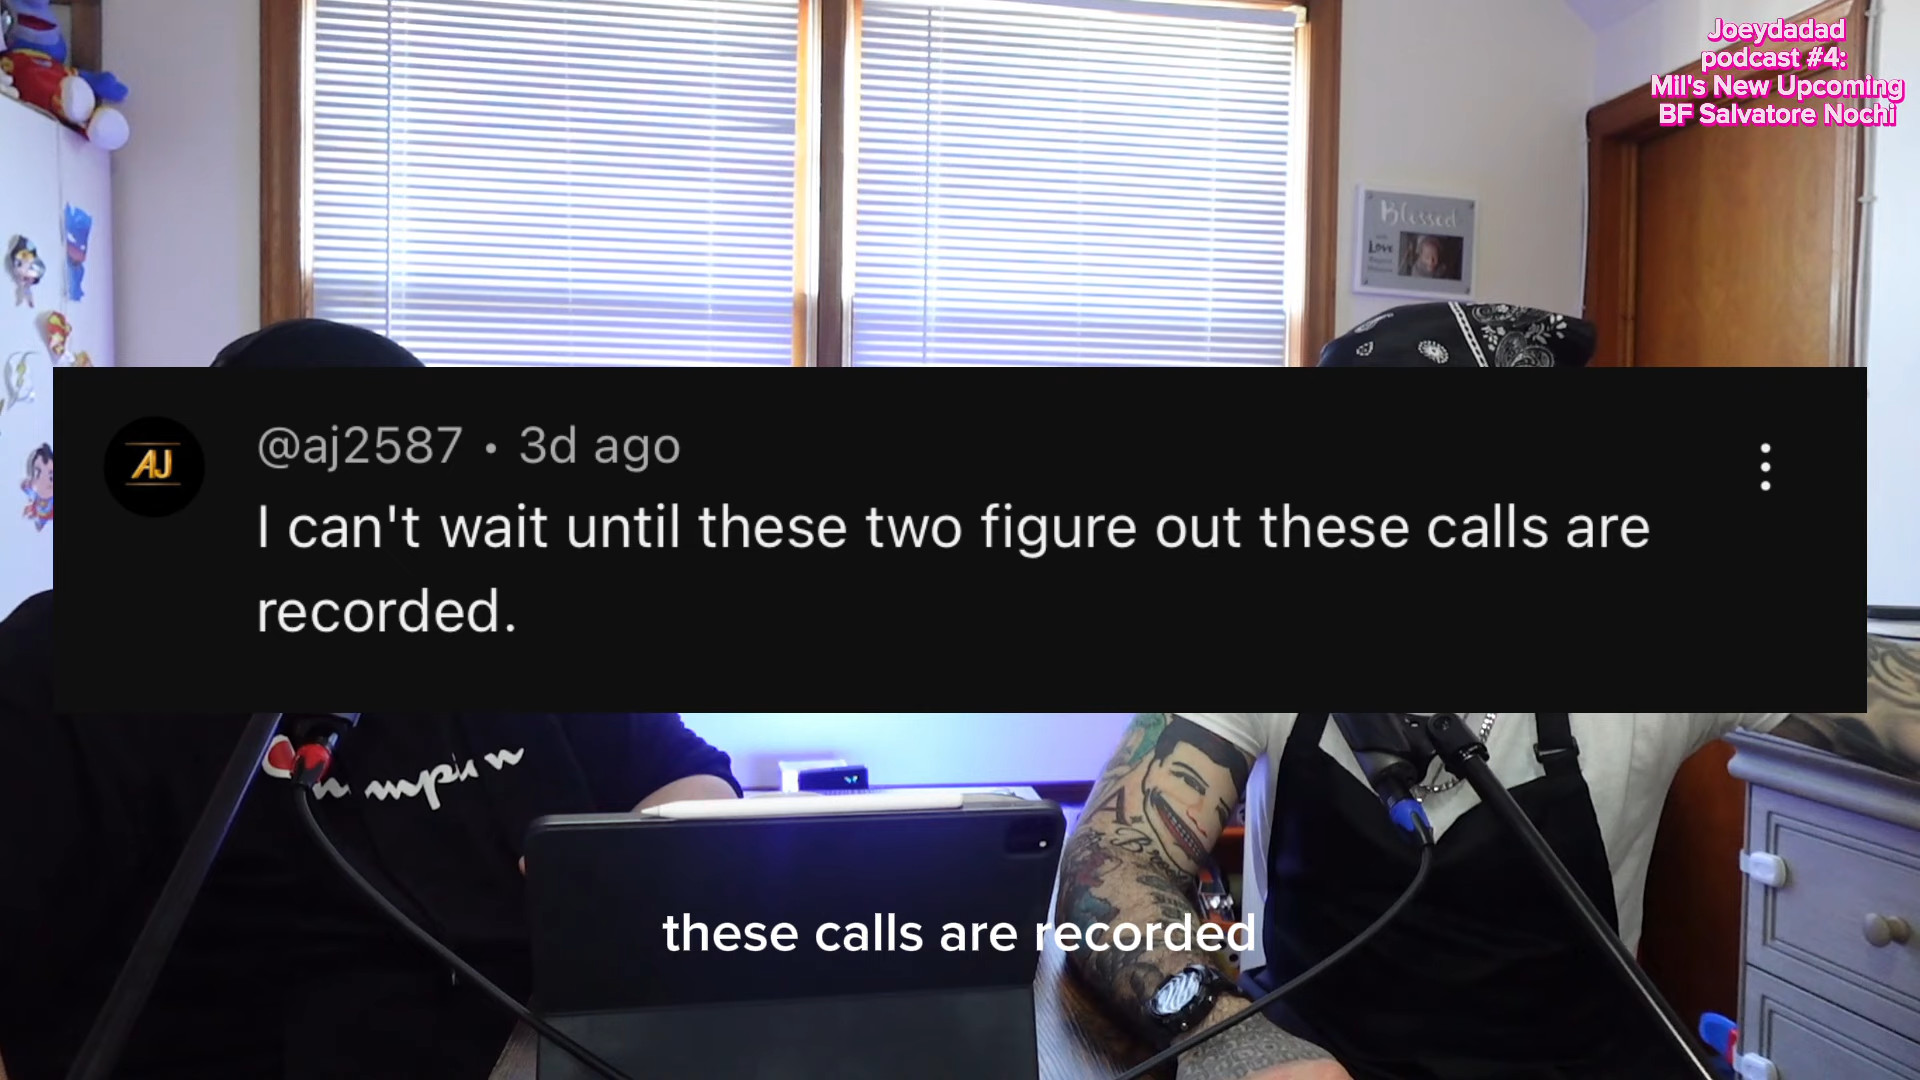 Joeydadad
podcast #4:
Mil's New Upcoming
BF Salvatore Nochi
Blessed
Love
AJ
@aj2587 • 3d ago
I can't wait until these two figure out these calls are
recorded.
Champion
these calls are recorded